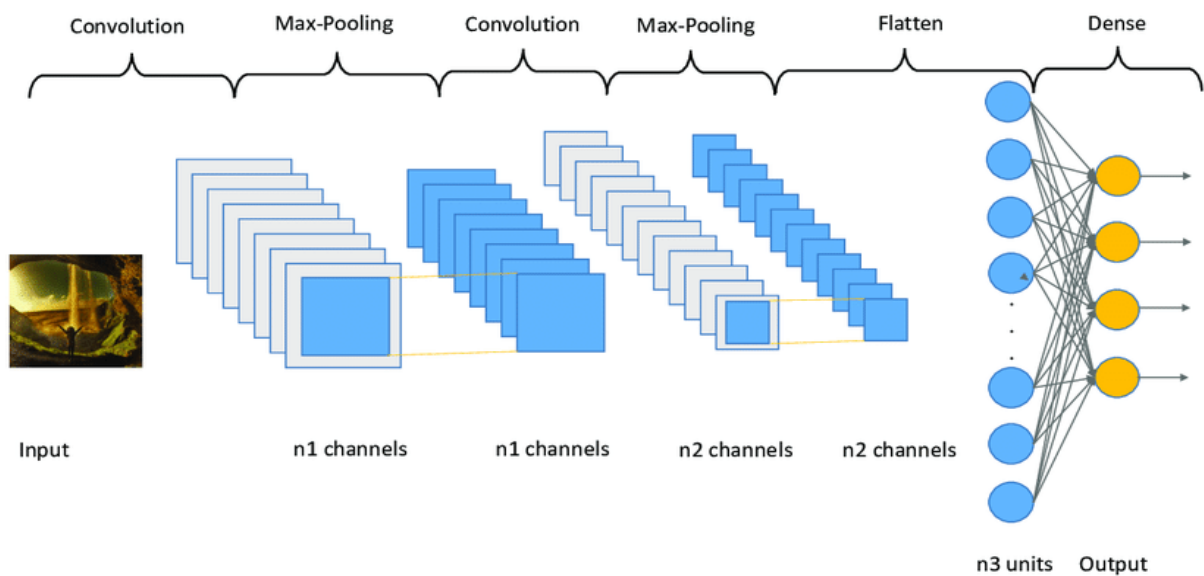 Convolution Max-Pooling Convolution Max-Pooling Flatten Dense
Input n1 channels n1 channels n2 channels n2 channels
n3 units Output